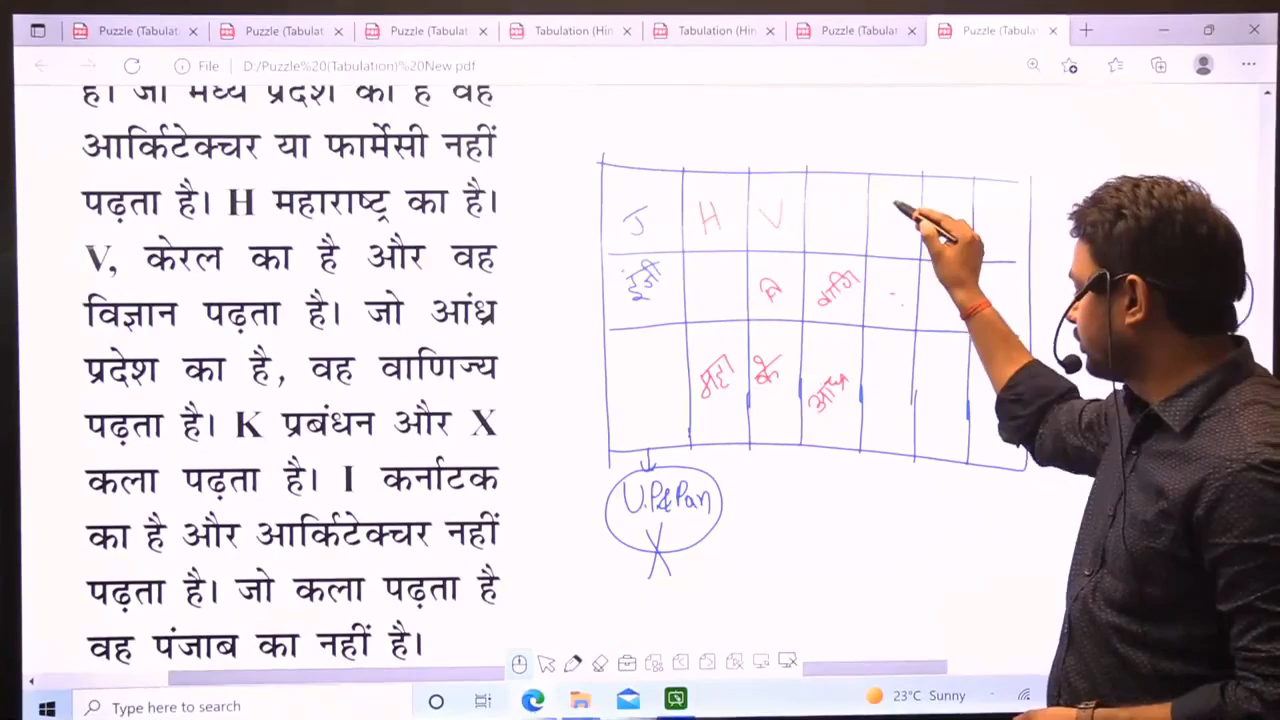 Puzzle (Tabulat
Puzzle (Tabulat
Puzzle (Tabulat
Tabulation (Hin
Tabulation (Hin
Puzzle (Tabulat
Puzzle (Tabula
File
D:/Puzzle%20(Tabulation)%20New.pdf
है। जो मध्य प्रदेश का है वह
आर्किटेक्चर या फार्मेसी नहीं
पढ़ता है। H महाराष्ट्र का है।
V, केरल का है और वह
विज्ञान पढ़ता है। जो आंध्र
प्रदेश का है, वह वाणिज्य
पढ़ता है। K प्रबंधन और X
कला पढ़ता है। I कर्नाटक
का है और आर्किटेक्चर नहीं
पढ़ता है। जो कला पढ़ता है
वह पंजाब का नहीं है।
J H V
इंजी वि वाणि
महा के आंध्र
U.P & Pan
X
Type here to search
23°C Sunny